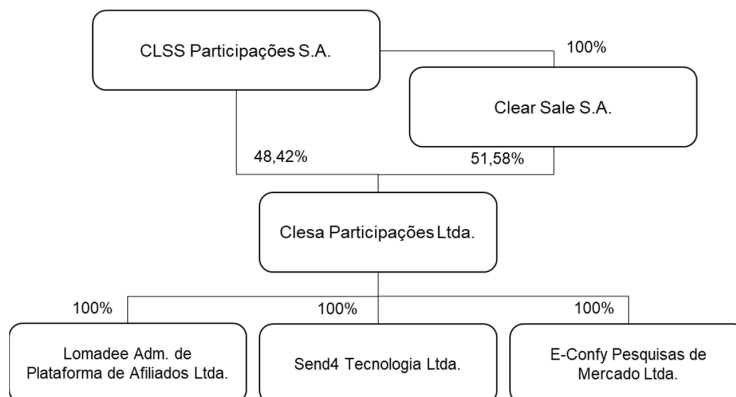 CLSS Participações S.A.
100%
Clear Sale S.A.
48,42%
51,58%
Clesa Participações Ltda.
100%
100%
100%
Lomadee Adm. de
Plataforma de Afiliados Ltda.
Send4 Tecnologia Ltda.
E-Confy Pesquisas de
Mercado Ltda.